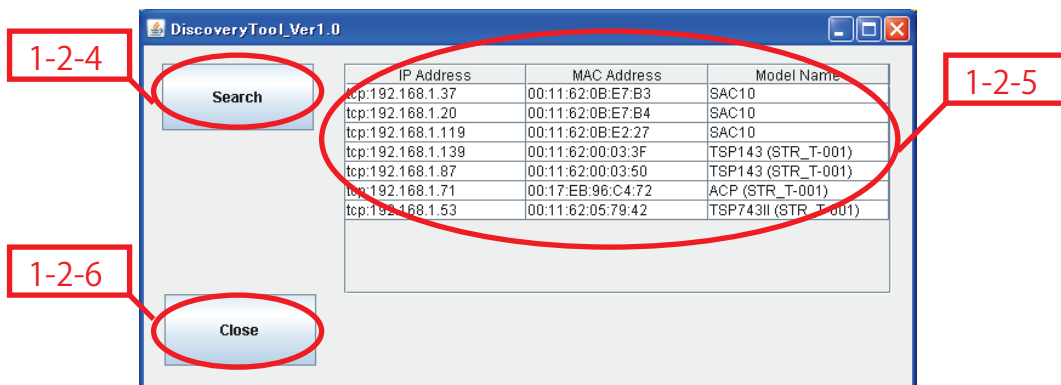 DiscoveryTool_Ver1.0
1-2-4
Search
IP Address MAC Address Model Name
1-2-5
tcp:192.168.1.37 00:11:62:0B:E7:B3 SAC10
tcp:192.168.1.20 00:11:62:0B:E7:B4 SAC10
tcp:192.168.1.119 00:11:62:0B:E2:27 SAC10
tcp:192.168.1.139 00:11:62:00:03:3F TSP143 (STR_T-001)
tcp:192.168.1.87 00:11:62:00:03:50 TSP143 (STR_T-001)
tcp:192.168.1.71 00:17:EB:96:C4:72 ACP (STR_T-001)
tcp:192.168.1.53 00:11:62:05:79:42 TSP743II (STR_T-001)
1-2-6
Close